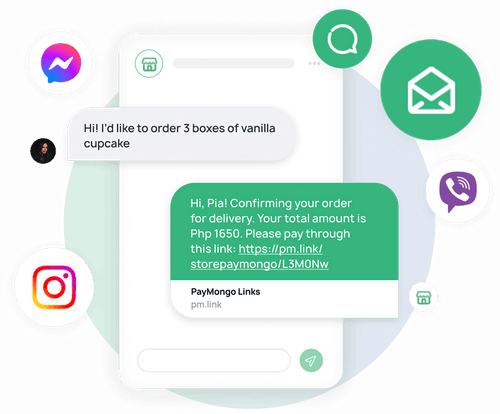 Hi! I'd like to order 3 boxes of vanilla
cupcake
Hi, Pia! Confirming your order
for delivery. Your total amount is
Php 1650. Please pay through
this link: https://pm.link/
storepaymongo/L3M0Nw
PayMongo Links
pm.link